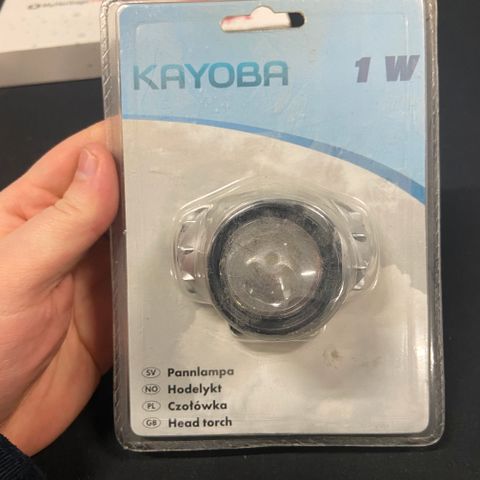 KAYOBA
1 W
SV Pannlampa
NO Hodelykt
PL Czołówka
GB Head torch